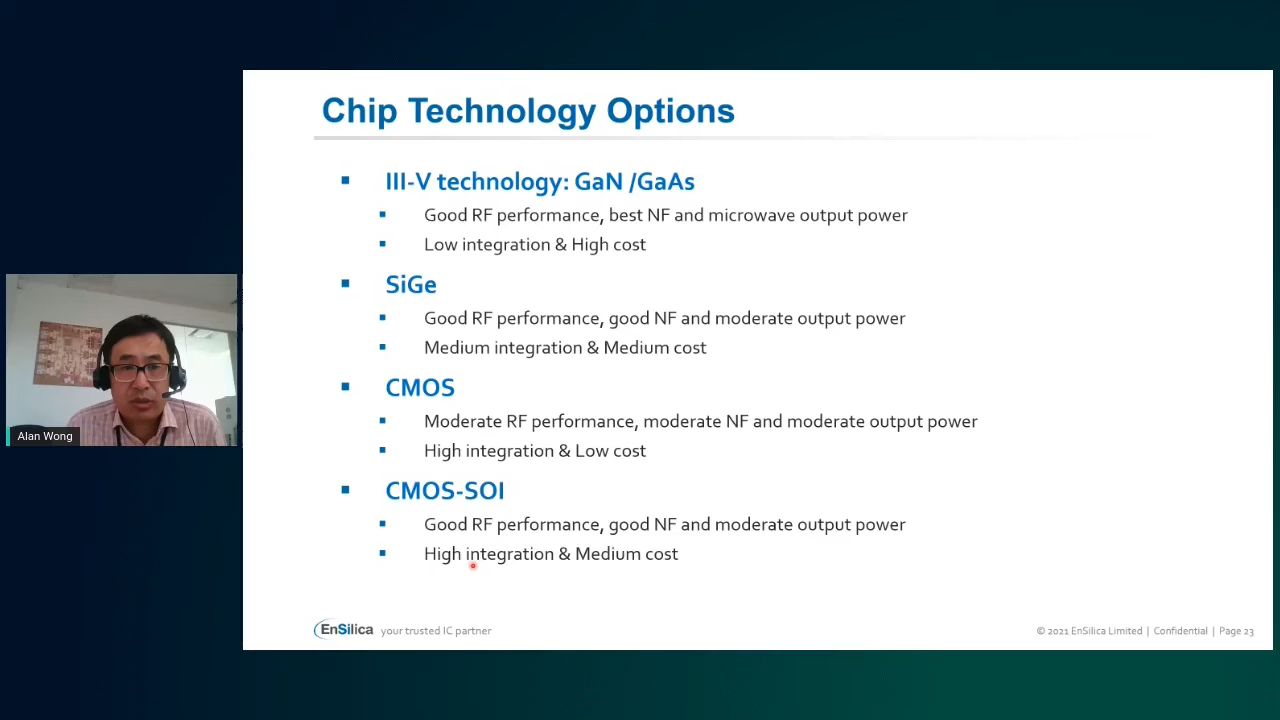 Chip Technology Options
III-V technology: GaN /GaAs
Good RF performance, best NF and microwave output power
Low integration & High cost
SiGe
Good RF performance, good NF and moderate output power
Medium integration & Medium cost
CMOS
Moderate RF performance, moderate NF and moderate output power
High integration & Low cost
CMOS-SOI
Good RF performance, good NF and moderate output power
High integration & Medium cost
Alan Wong
EnSilica your trusted IC partner
© 2021 EnSilica Limited | Confidential | Page 23